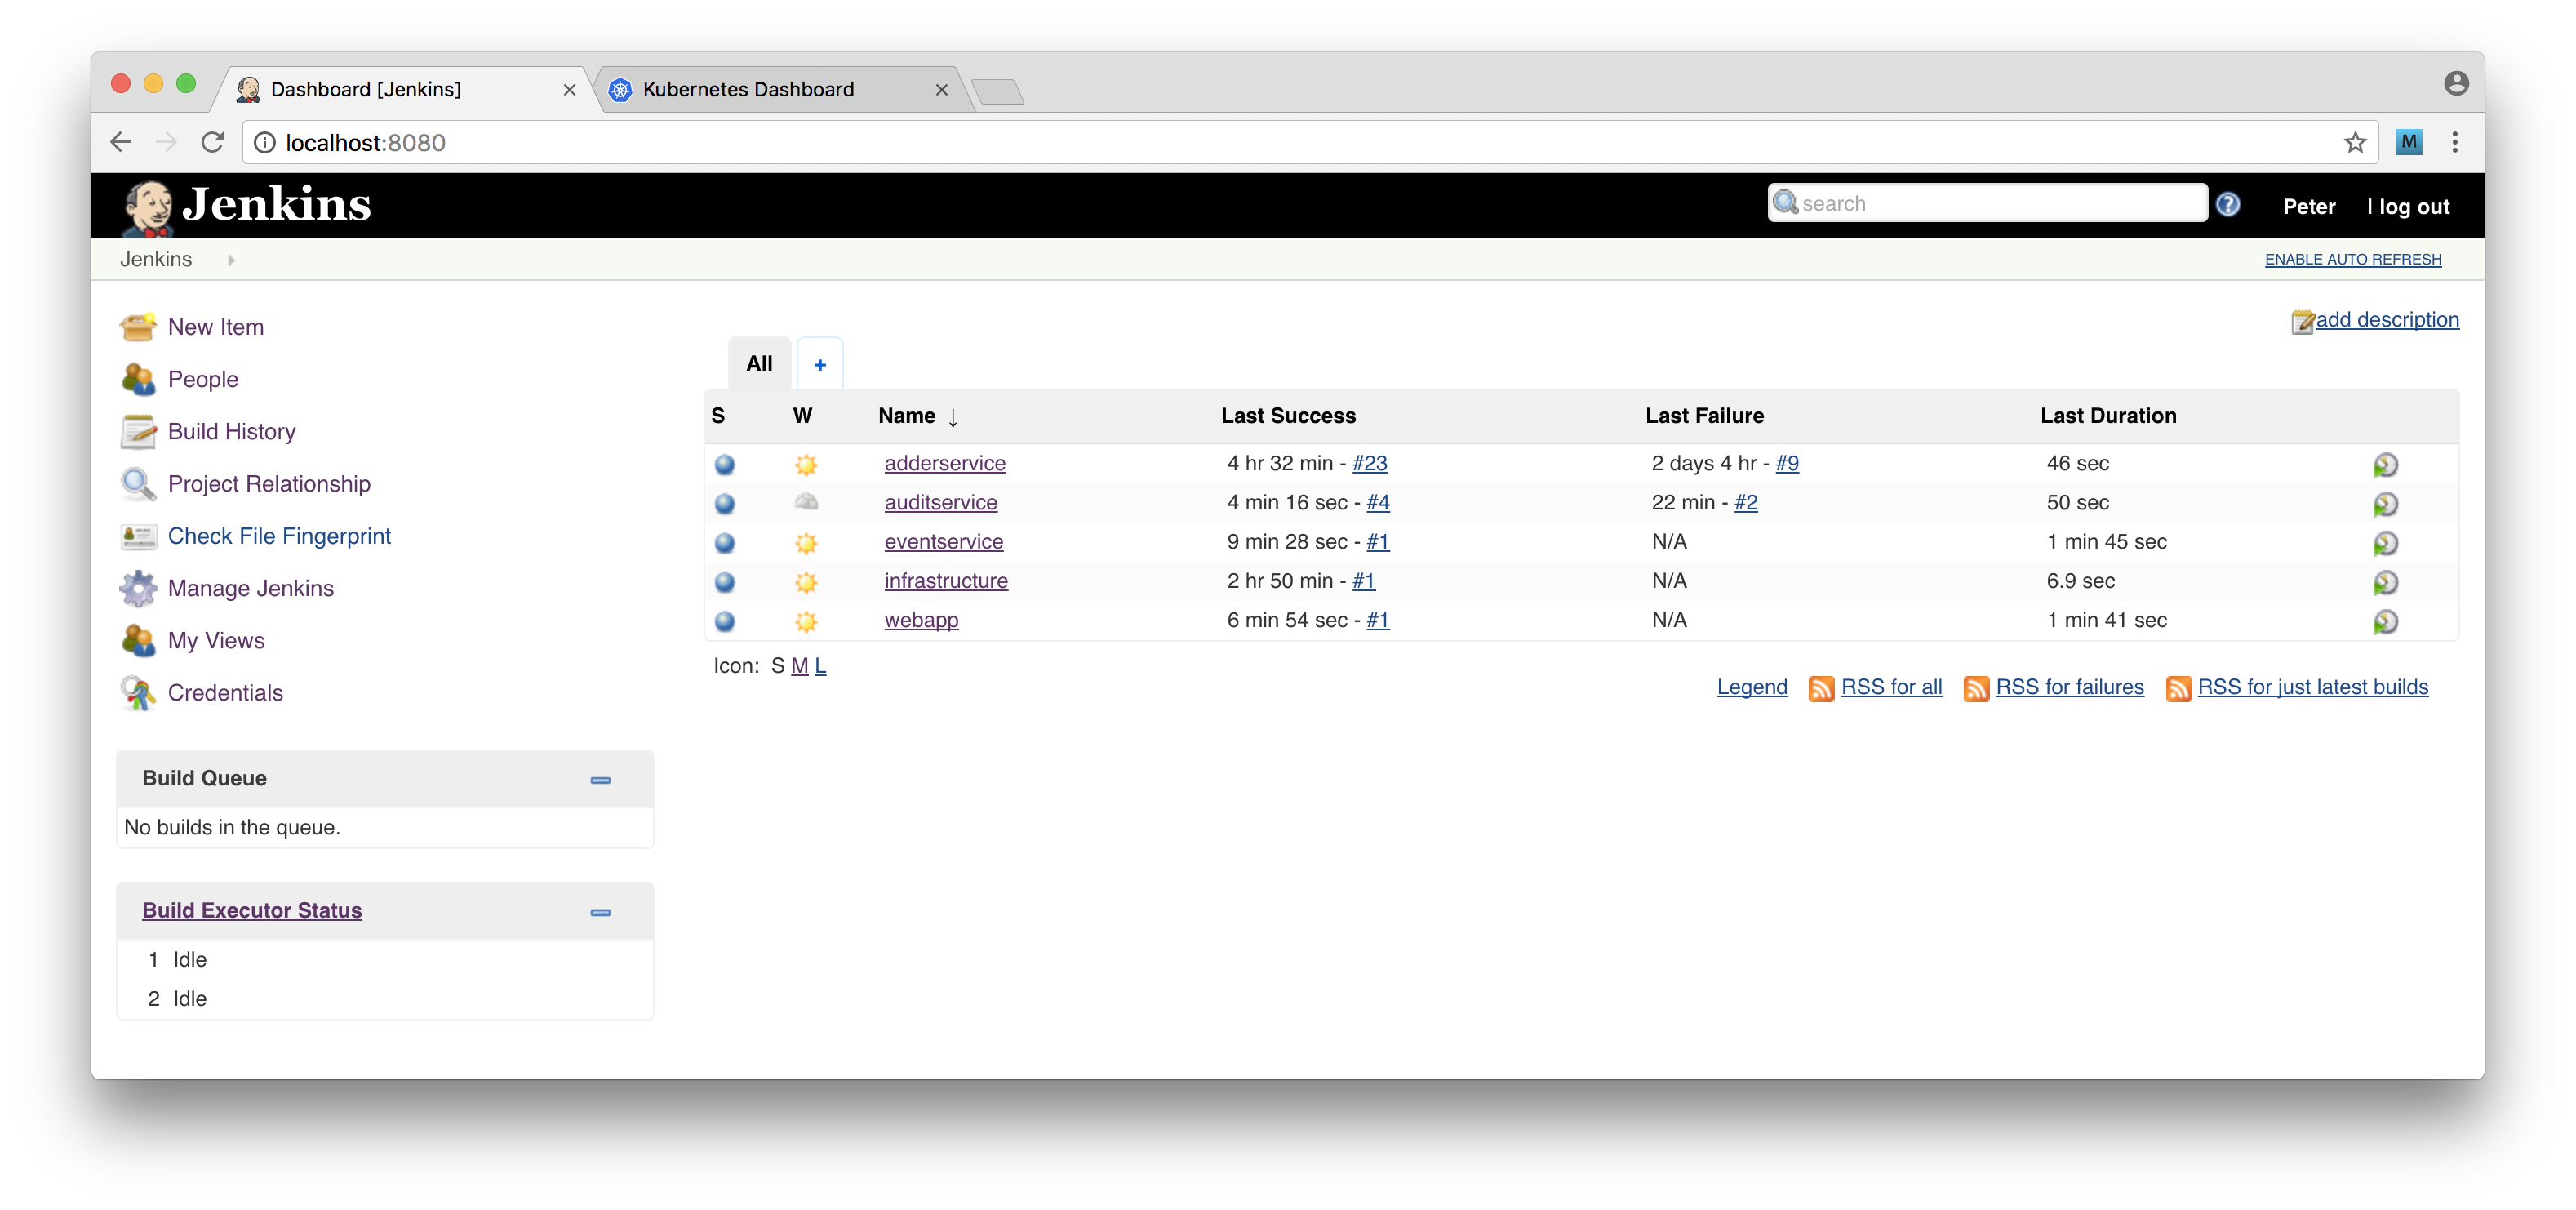 Dashboard [Jenkins]
Kubernetes Dashboard
localhost:8080
M
Jenkins
search
Peter
| log out
Jenkins
ENABLE AUTO REFRESH
New Item
People
Build History
Project Relationship
Check File Fingerprint
Manage Jenkins
My Views
Credentials
Build Queue
No builds in the queue.
Build Executor Status
1 Idle
2 Idle
add description
All +
S W Name ↓ Last Success Last Failure Last Duration
adderservice 4 hr 32 min - #23 2 days 4 hr - #9 46 sec
auditservice 4 min 16 sec - #4 22 min - #2 50 sec
eventservice 9 min 28 sec - #1 N/A 1 min 45 sec
infrastructure 2 hr 50 min - #1 N/A 6.9 sec
webapp 6 min 54 sec - #1 N/A 1 min 41 sec
Icon: S M L
Legend RSS for all RSS for failures RSS for just latest builds